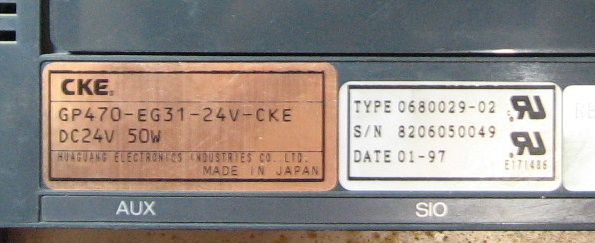 CKE
GP470-EG31-24V-CKE
DC24V 50W
HUAGUANG ELECTRONICS INDUSTRIES CO.,LTD.
MADE IN JAPAN
TYPE 0680029-02
S/N 8206050049
DATE 01-97
E171486
AUX
SIO